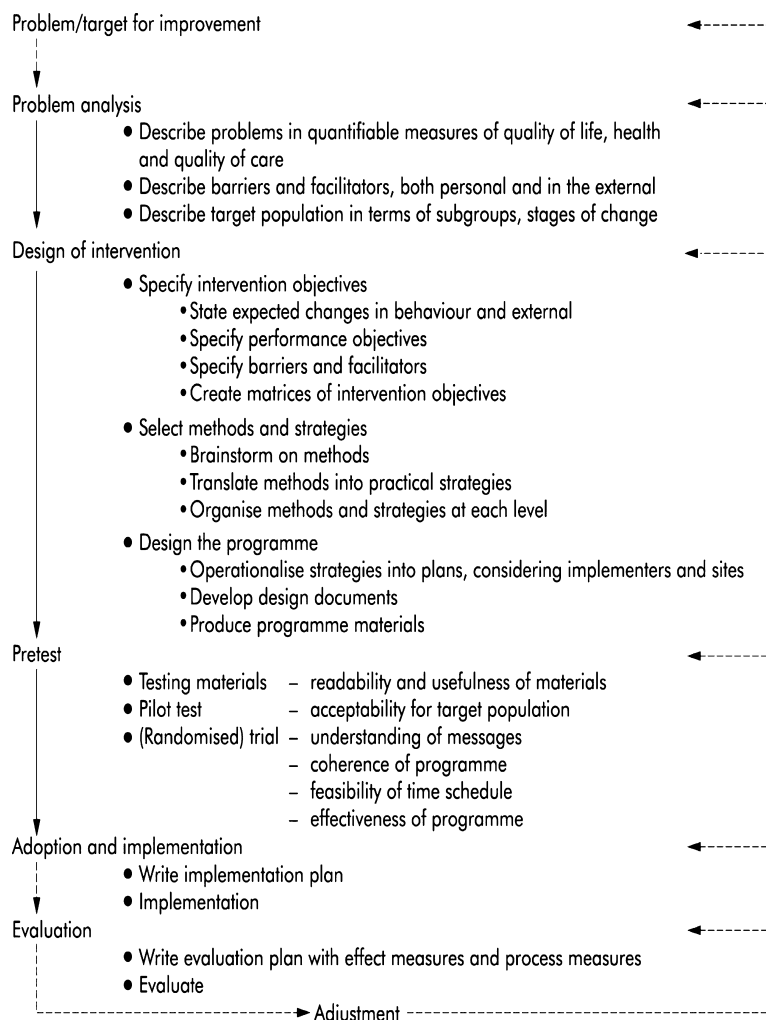 Problem/target for improvement
Problem analysis
● Describe problems in quantifiable measures of quality of life, health
and quality of care
● Describe barriers and facilitators, both personal and in the external
● Describe target population in terms of subgroups, stages of change
Design of intervention
● Specify intervention objectives
• State expected changes in behaviour and external
• Specify performance objectives
• Specify barriers and facilitators
• Create matrices of intervention objectives
● Select methods and strategies
• Brainstorm on methods
• Translate methods into practical strategies
• Organise methods and strategies at each level
● Design the programme
• Operationalise strategies into plans, considering implementers and sites
• Develop design documents
• Produce programme materials
Pretest
● Testing materials – readability and usefulness of materials
● Pilot test – acceptability for target population
● (Randomised) trial – understanding of messages
– coherence of programme
– feasibility of time schedule
– effectiveness of programme
Adoption and implementation
● Write implementation plan
● Implementation
Evaluation
● Write evaluation plan with effect measures and process measures
● Evaluate
Adjustment